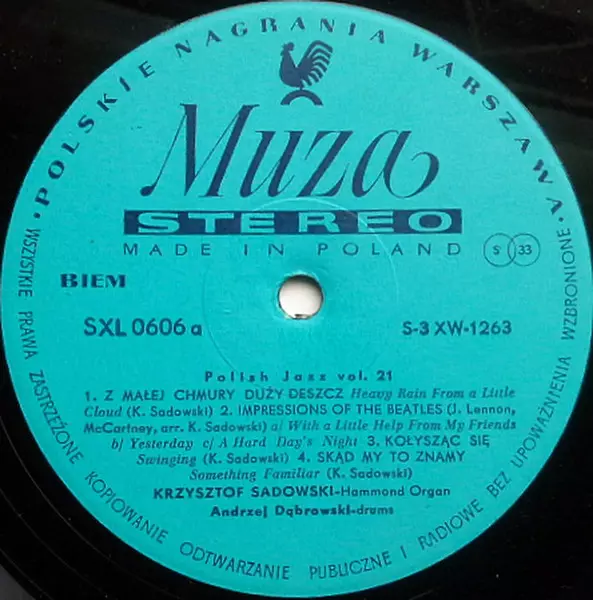 • POLSKIE NAGRANIA WARSZAWA •
Muza
STEREO
MADE IN POLAND
S 33
BIEM
SXL 0606 a
S-3 XW-1263
Polish Jazz vol. 21
1. Z MAŁEJ CHMURY DUŻY DESZCZ Heavy Rain From a Little
Cloud (K. Sadowski) 2. IMPRESSIONS OF THE BEATLES (J. Lennon,
McCartney, arr. K. Sadowski) a/ With a Little Help From My Friends
b/ Yesterday c/ A Hard Day's Night 3. KOŁYSZĄC SIĘ
Swinging (K. Sadowski) 4. SKĄD MY TO ZNAMY
Something Familiar (K. Sadowski)
KRZYSZTOF SADOWSKI-Hammond Organ
Andrzej Dąbrowski-drums
WSZYSTKIE PRAWA ZASTRZEŻONE KOPIOWANIE ODTWARZANIE PUBLICZNE I RADIOWE BEZ UPOWAŻNIENIA WZBRONIONE